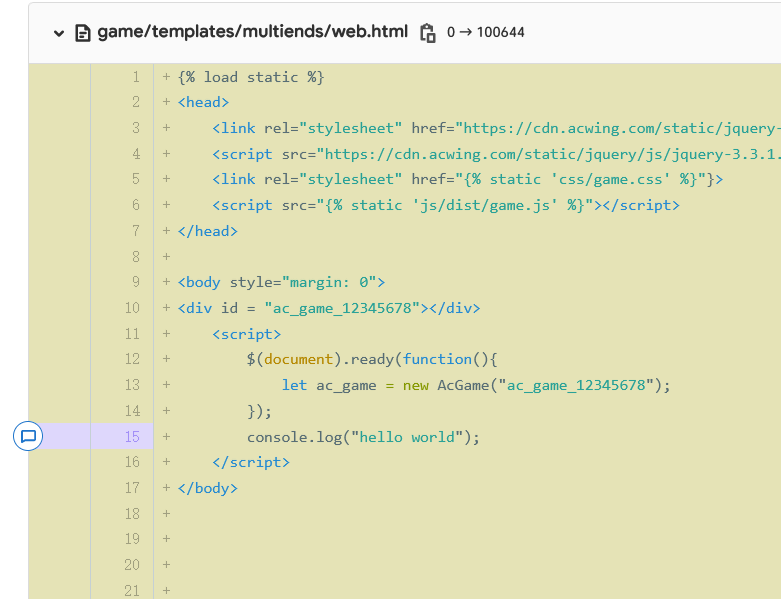 game/templates/multiends/web.html 0 → 100644
1 + {% load static %}
2 + <head>
3 + <link rel="stylesheet" href="https://cdn.acwing.com/static/jquery-
4 + <script src="https://cdn.acwing.com/static/jquery/js/jquery-3.3.1.
5 + <link rel="stylesheet" href="{% static 'css/game.css' %}"}>
6 + <script src="{% static 'js/dist/game.js' %}"></script>
7 + </head>
8 +
9 + <body style="margin: 0">
10 + <div id = "ac_game_12345678"></div>
11 + <script>
12 + $(document).ready(function(){
13 + let ac_game = new AcGame("ac_game_12345678");
14 + });
15 + console.log("hello world");
16 + </script>
17 + </body>
18 +
19 +
20 +
21 +